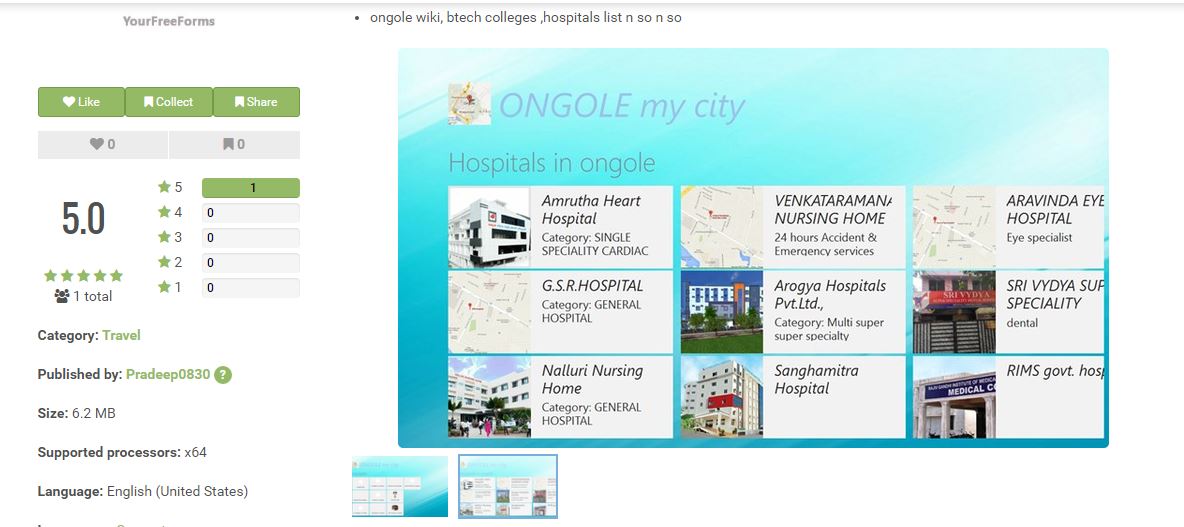 YourFreeForms
Like
Collect
Share
0
0
5.0
1 total
5 1
4 0
3 0
2 0
1 0
Category: Travel
Published by: Pradeep0830 ?
Size: 6.2 MB
Supported processors: x64
Language: English (United States)
ongole wiki, btech colleges ,hospitals list n so n so
ONGOLE my city
Hospitals in ongole
Amrutha Heart
Hospital
Category: SINGLE
SPECIALITY CARDIAC
VENKATARAMANA
NURSING HOME
24 hours Accident &
Emergency services
ARAVINDA EYE
HOSPITAL
Eye specialist
G.S.R.HOSPITAL
Category: GENERAL
HOSPITAL
Arogya Hospitals
Pvt.Ltd.,
Category: Multi super
super specialty
SRI VYDYA
SRI VYDYA SUP
SPECIALITY
dental
Nalluri Nursing
Home
Category: GENERAL
HOSPITAL
Sanghamitra
Hospital
MEDICAL CO
RIMS govt. hosp